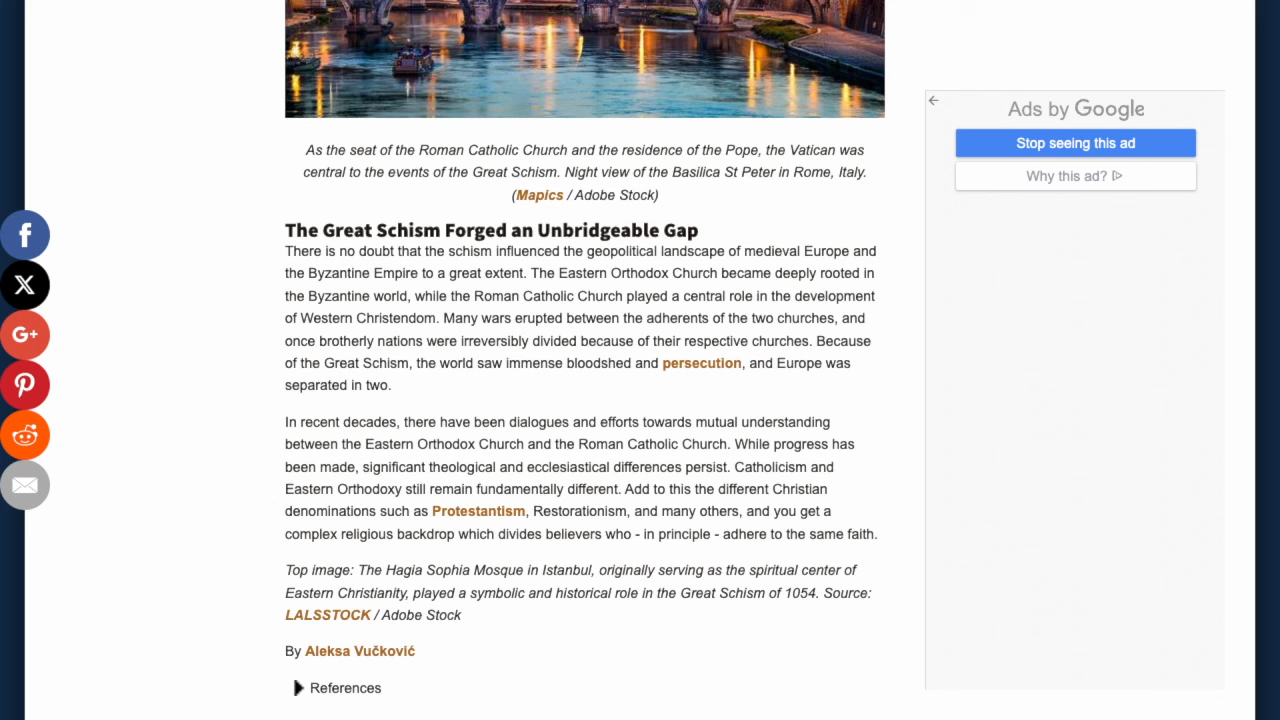 As the seat of the Roman Catholic Church and the residence of the Pope, the Vatican was
central to the events of the Great Schism. Night view of the Basilica St Peter in Rome, Italy.
(Mapics / Adobe Stock)
The Great Schism Forged an Unbridgeable Gap
There is no doubt that the schism influenced the geopolitical landscape of medieval Europe and
the Byzantine Empire to a great extent. The Eastern Orthodox Church became deeply rooted in
the Byzantine world, while the Roman Catholic Church played a central role in the development
of Western Christendom. Many wars erupted between the adherents of the two churches, and
once brotherly nations were irreversibly divided because of their respective churches. Because
of the Great Schism, the world saw immense bloodshed and persecution, and Europe was
separated in two.
In recent decades, there have been dialogues and efforts towards mutual understanding
between the Eastern Orthodox Church and the Roman Catholic Church. While progress has
been made, significant theological and ecclesiastical differences persist. Catholicism and
Eastern Orthodoxy still remain fundamentally different. Add to this the different Christian
denominations such as Protestantism, Restorationism, and many others, and you get a
complex religious backdrop which divides believers who - in principle - adhere to the same faith.
Top image: The Hagia Sophia Mosque in Istanbul, originally serving as the spiritual center of
Eastern Christianity, played a symbolic and historical role in the Great Schism of 1054. Source:
LALSSTOCK / Adobe Stock
By Aleksa Vučković
References
Ads by Google
Stop seeing this ad
Why this ad?
f
X
G+